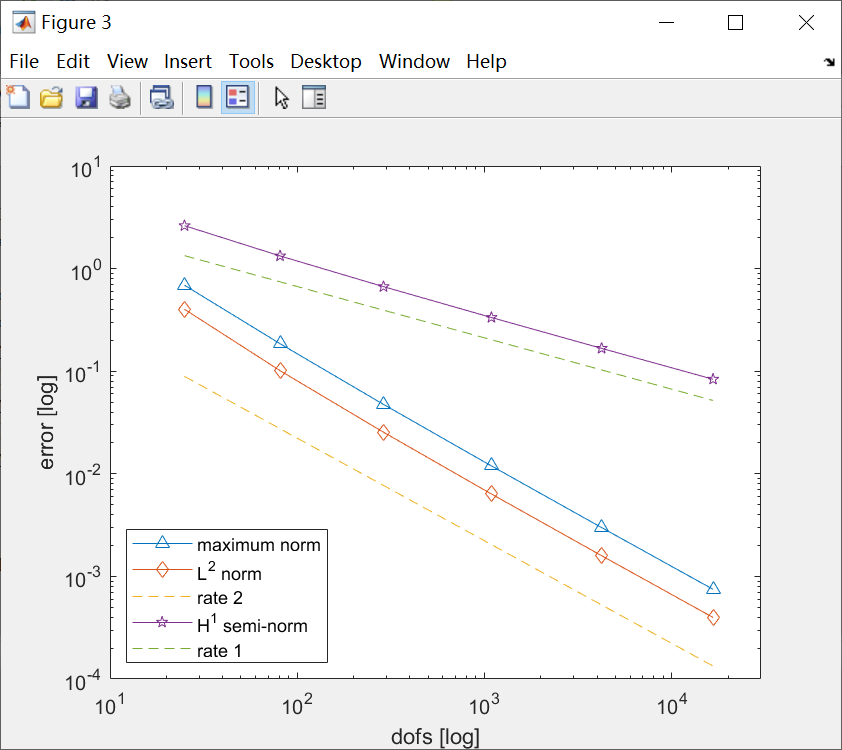 Figure 3
File Edit View Insert Tools Desktop Window Help
10^1
10^0
10^-1
10^-2
10^-3
10^-4
error [log]
maximum norm
L^2 norm
rate 2
H^1 semi-norm
rate 1
10^1 10^2 10^3 10^4
dofs [log]